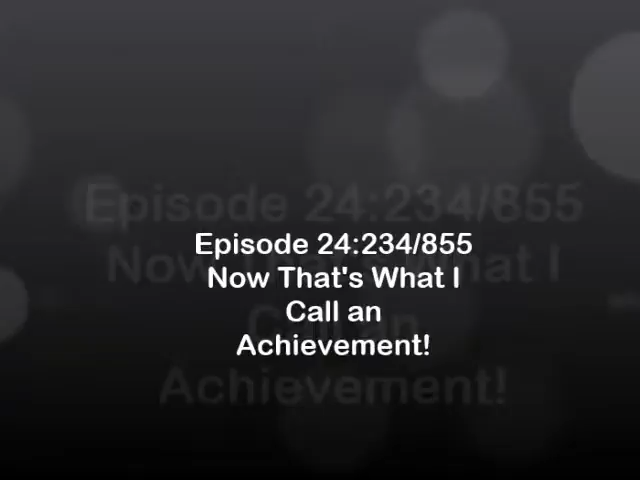 Episode 24:234/855
Now That's What I
Call an
Achievement!